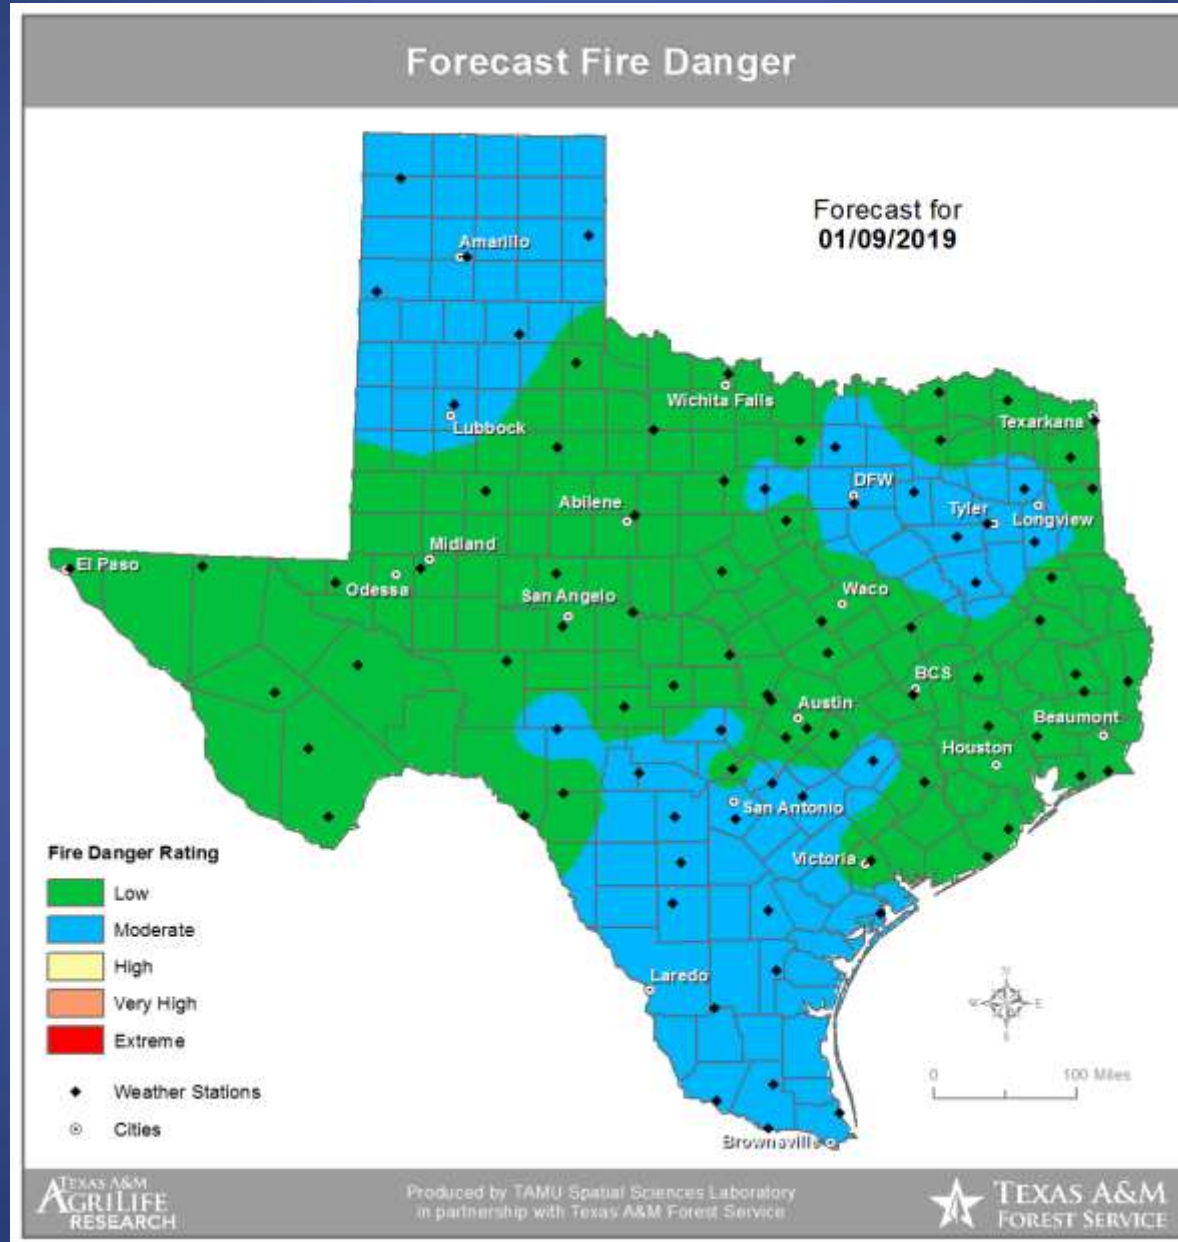 Forecast Fire Danger
Forecast for
01/09/2019
Amarillo
Lubbock
Wichita Falls
Texarkana
DFW
Abilene
Tyler
Longview
Midland
El Paso
Odessa
San Angelo
Waco
BCS
Austin
Beaumont
Houston
San Antonio
Victoria
Laredo
Brownsville
Fire Danger Rating
Low
Moderate
High
Very High
Extreme
Weather Stations
Cities
N
W
E
S
0
100 Miles
TEXAS A&M
AGRILIFE
RESEARCH
Produced by TAMU Spatial Sciences Laboratory
in partnership with Texas A&M Forest Service
TEXAS A&M
FOREST SERVICE